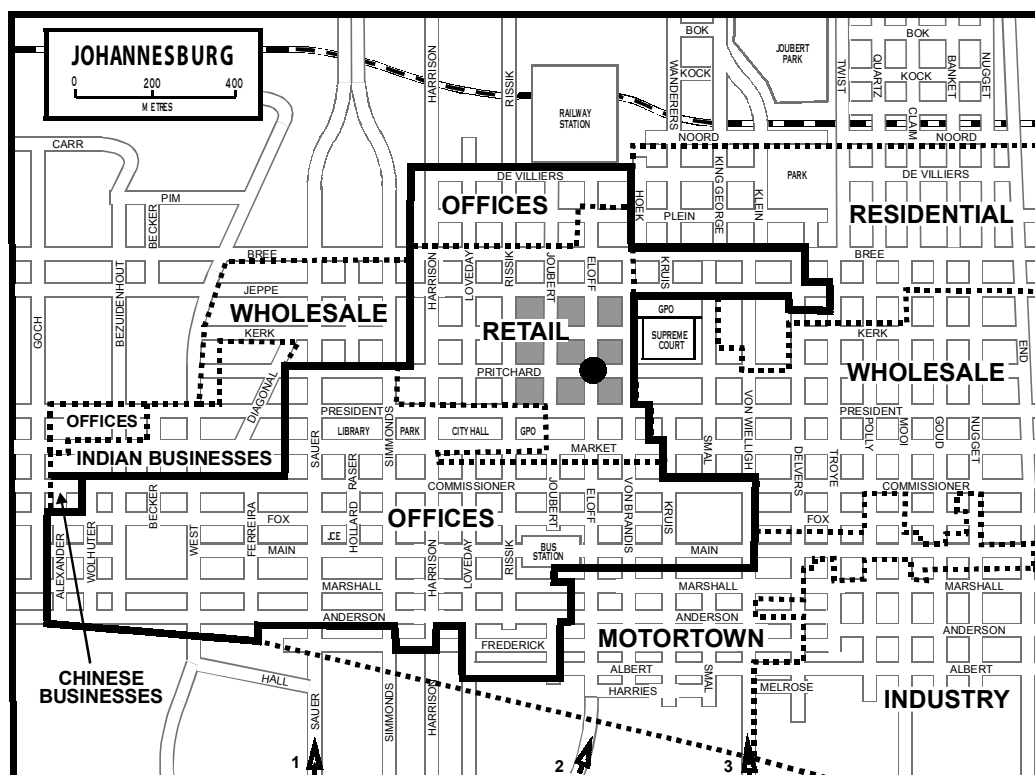 JOHANNESBURG
0 200 400
METRES
BOK
BOK
HARRISON
RISSIK
WANDERERS
KOCK
JOUBERT
PARK
TWIST
QUARTZ
KOCK
BANKET
NUGGET
RAILWAY
STATION
CLAIM
NOORD
NOORD
CARR
DE VILLIERS
KING GEORGE
KLEIN
PARK
DE VILLIERS
PIM
OFFICES
HOEK
PLEIN
RESIDENTIAL
BECKER
BREE
BREE
BEZUIDENHOUT
HARRISON
LOVEDAY
RISSIK
JOUBERT
ELOFF
KRUIS
JEPPE
WHOLESALE
GPO
GOCH
KERK
RETAIL
SUPREME
COURT
KERK
END
PRITCHARD
WHOLESALE
DIAGONAL
VON WIELIGH
OFFICES
PRESIDENT
PRESIDENT
LIBRARY
PARK
CITY HALL
GPO
SAUER
SIMMONDS
SMAL
POLLY
MOOI
GOUD
NUGGET
INDIAN BUSINESSES
MARKET
DELVERS
TROYE
RASER
COMMISSIONER
COMMISSIONER
BECKER
JOUBERT
ELOFF
VON BRANDIS
KRUIS
FERREIRA
FOX
HOLLARD
OFFICES
FOX
WEST
JCE
ALEXANDER
WOLHUTER
MAIN
HARRISON
LOVEDAY
RISSIK
BUS
STATION
MAIN
MARSHALL
MARSHALL
MARSHALL
ANDERSON
ANDERSON
ANDERSON
MOTORTOWN
FREDERICK
CHINESE
BUSINESSES
HALL
ALBERT
SMAL
ALBERT
HARRIES
MELROSE
INDUSTRY
SAUER
SIMMONDS
HARRISON
1
2
3